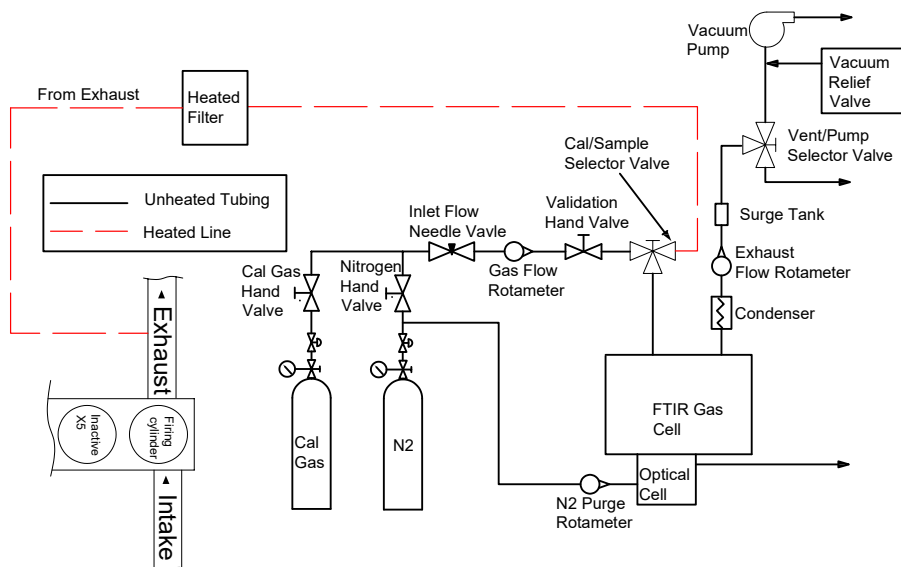 Vacuum
Pump
Vacuum
Relief
Valve
From Exhaust
Heated
Filter
Vent/Pump
Selector Valve
Cal/Sample
Selector Valve
Unheated Tubing
Heated Line
Inlet Flow
Needle Vavle
Validation
Hand Valve
Surge Tank
Gas Flow
Rotameter
Exhaust
Flow Rotameter
Cal Gas
Hand
Valve
Nitrogen
Hand
Valve
Condenser
Exhaust
FTIR Gas
Cell
Inactive
X5
Firing
cylinder
Cal
Gas
N2
Optical
Cell
N2 Purge
Rotameter
Intake